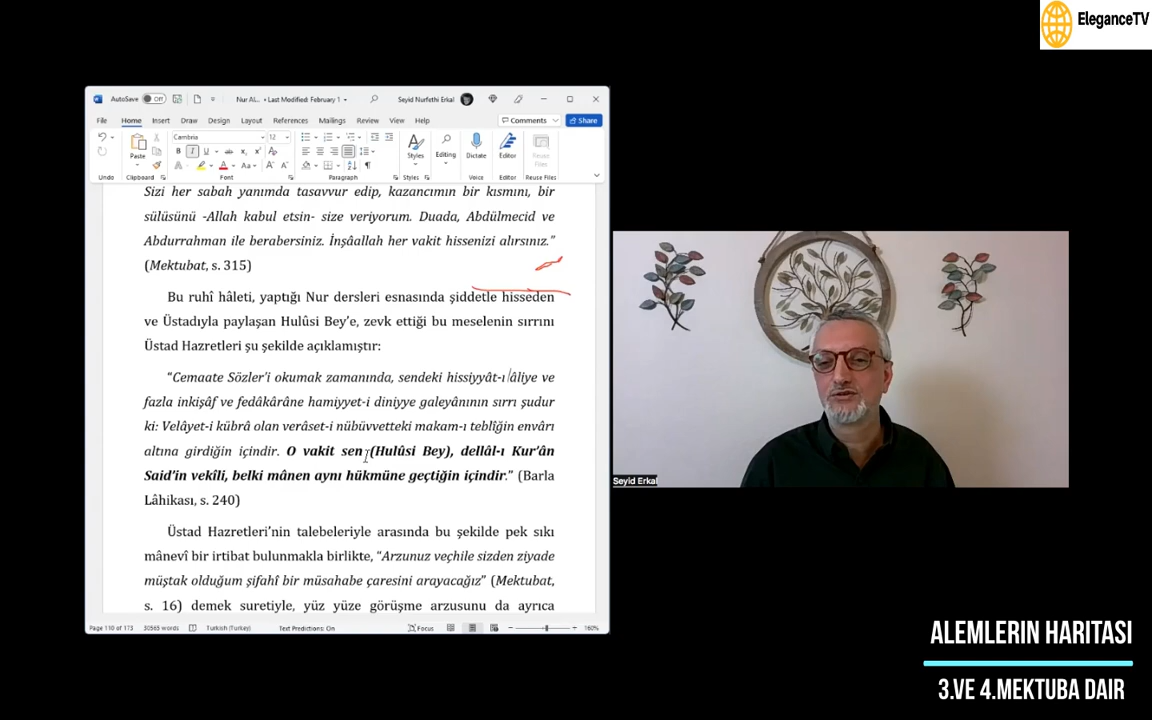 EleganceTV
AutoSave Off
Nur Al... • Last Modified: February 1
Seyid Nurfethi Erkal
File Home Insert Draw Design Layout References Mailings Review View Help Comments Share
Cambria 12
Paste Styles Editing Dictate Editor Reuse Files
Undo Clipboard Font Paragraph Styles Voice Editor Reuse Files
Sizi her sabah yanımda tasavvur edip, kazancımın bir kısmını, bir
sülüsünü -Allah kabul etsin- size veriyorum. Duada, Abdülmecid ve
Abdurrahman ile berabersiniz. İnşâallah her vakit hissenizi alırsınız.”
(Mektubat, s. 315)
Bu ruhî hâleti, yaptığı Nur dersleri esnasında şiddetle hisseden
ve Üstadıyla paylaşan Hulûsi Bey’e, zevk ettiği bu meselenin sırrını
Üstad Hazretleri şu şekilde açıklamıştır:
“Cemaate Sözler’i okumak zamanında, sendeki hissiyyât-ı âliye ve
fazla inkişâf ve fedâkârâne hamiyyet-i diniyye galeyânının sırrı şudur
ki: Velâyet-i kübrâ olan verâset-i nübüvvetteki makam-ı teblîğin envârı
altına girdiğin içindir. O vakit sen (Hulûsi Bey), dellâl-ı Kur’ân
Said’in vekîli, belki mânen aynı hükmüne geçtiğin içindir.” (Barla
Lâhikası, s. 240)
Üstad Hazretleri’nin talebeleriyle arasında bu şekilde pek sıkı
mânevî bir irtibat bulunmakla birlikte, “Arzunuz veçhile sizden ziyade
müştak olduğum şifahî bir müsahabe çaresini arayacağız” (Mektubat,
s. 16) demek suretiyle, yüz yüze görüşme arzusunu da ayrıca
Page 110 of 173 30565 words Turkish (Turkey) Text Predictions: On Focus 160%
Seyid Erkal
ALEMLERIN HARITASI
3.VE 4.MEKTUBA DAIR